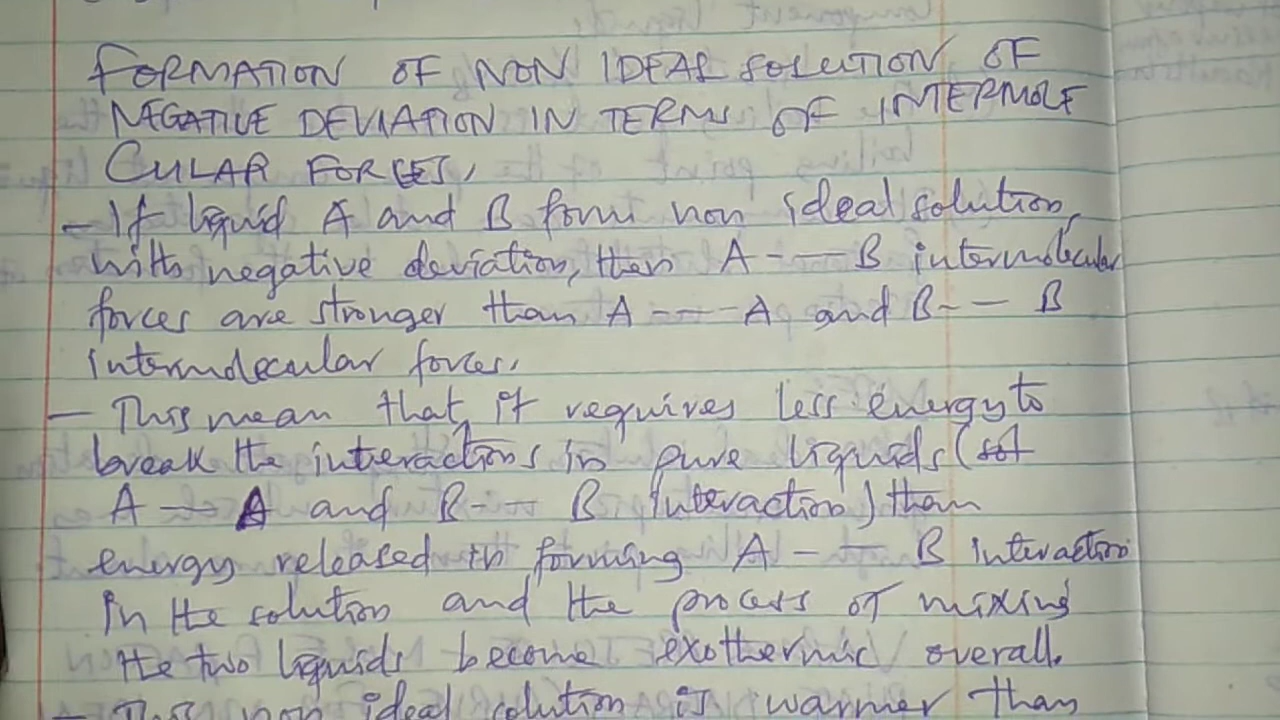 FORMATION OF NON IDEAL SOLUTION OF
NEGATIVE DEVIATION IN TERMS OF INTERMOLE
CULAR FORCES,
- If liquid A and B form non ideal solution,
with negative deviation, then A --- B intermolecular
forces are stronger than A --- A and B -- B
intermolecular forces.
- This mean that, it requires less energy to
break the interactions in pure liquids (
A -- A and B -- B interaction) than
energy released in forming A -- B interaction
in the solution and the process of mixing
the two liquids become exothermic overall.
- This non ideal solution is warmer than